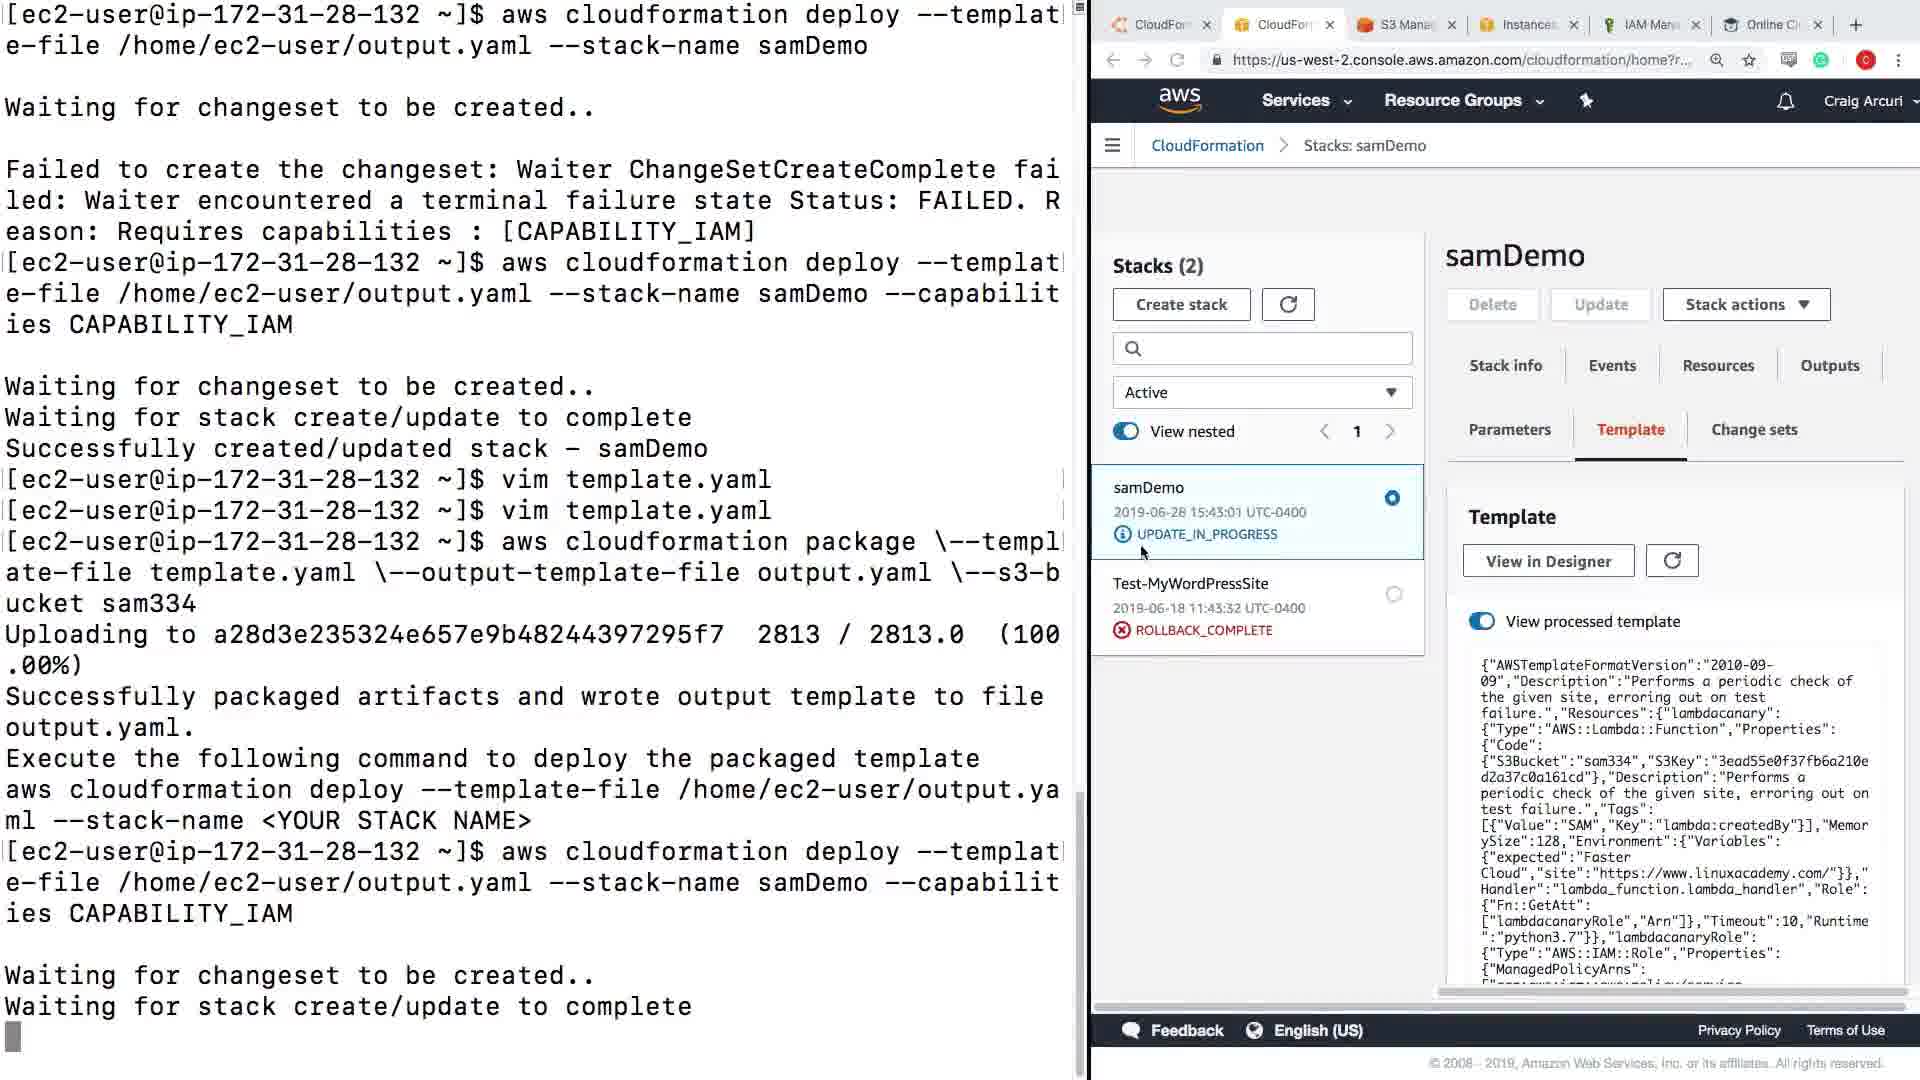 [ec2-user@ip-172-31-28-132 ~]$ aws cloudformation deploy --templat
e-file /home/ec2-user/output.yaml --stack-name samDemo
Waiting for changeset to be created..
Failed to create the changeset: Waiter ChangeSetCreateComplete fai
led: Waiter encountered a terminal failure state Status: FAILED. R
eason: Requires capabilities : [CAPABILITY_IAM]
[ec2-user@ip-172-31-28-132 ~]$ aws cloudformation deploy --templat
e-file /home/ec2-user/output.yaml --stack-name samDemo --capabilit
ies CAPABILITY_IAM
Waiting for changeset to be created..
Waiting for stack create/update to complete
Successfully created/updated stack - samDemo
[ec2-user@ip-172-31-28-132 ~]$ vim template.yaml
[ec2-user@ip-172-31-28-132 ~]$ vim template.yaml
[ec2-user@ip-172-31-28-132 ~]$ aws cloudformation package \--templ
ate-file template.yaml \--output-template-file output.yaml \--s3-b
ucket sam334
Uploading to a28d3e235324e657e9b48244397295f7  2813 / 2813.0  (100
.00%)
Successfully packaged artifacts and wrote output template to file
output.yaml.
Execute the following command to deploy the packaged template
aws cloudformation deploy --template-file /home/ec2-user/output.ya
ml --stack-name <YOUR STACK NAME>
[ec2-user@ip-172-31-28-132 ~]$ aws cloudformation deploy --templat
e-file /home/ec2-user/output.yaml --stack-name samDemo --capabilit
ies CAPABILITY_IAM
Waiting for changeset to be created..
Waiting for stack create/update to complete
CloudForm CloudForm S3 Mana Instances IAM Mana Online Cl
https://us-west-2.console.aws.amazon.com/cloudformation/home?r...
C
aws Services Resource Groups Craig Arcuri
CloudFormation > Stacks: samDemo
Stacks (2)
Create stack
Active
View nested < 1 >
samDemo
2019-06-28 15:43:01 UTC-0400
UPDATE_IN_PROGRESS
Test-MyWordPressSite
2019-06-18 11:43:32 UTC-0400
ROLLBACK_COMPLETE
samDemo
Delete Update Stack actions
Stack info Events Resources Outputs
Parameters Template Change sets
Template
View in Designer
View processed template
{"AWSTemplateFormatVersion":"2010-09-
09","Description":"Performs a periodic check of
the given site, erroring out on test
failure.","Resources":{"lambdacanary":
{"Type":"AWS::Lambda::Function","Properties":
{"Code":
{"S3Bucket":"sam334","S3Key":"3ead55e0f37fb6a210e
d2a37c0a161cd"},"Description":"Performs a
periodic check of the given site, erroring out on
test failure.","Tags":
[{"Value":"SAM","Key":"lambda:createdBy"}],"Memor
ySize":128,"Environment":{"Variables":
{"expected":"Faster
Cloud","site":"https://www.linuxacademy.com/"}},"
Handler":"lambda_function.lambda_handler","Role":
{"Fn::GetAtt":
["lambdacanaryRole","Arn"]},"Timeout":10,"Runtime
":"python3.7"}},"lambdacanaryRole":
{"Type":"AWS::IAM::Role","Properties":
{"ManagedPolicyArns":
Feedback English (US) Privacy Policy Terms of Use
© 2008 - 2019, Amazon Web Services, Inc. or its affiliates. All rights reserved.